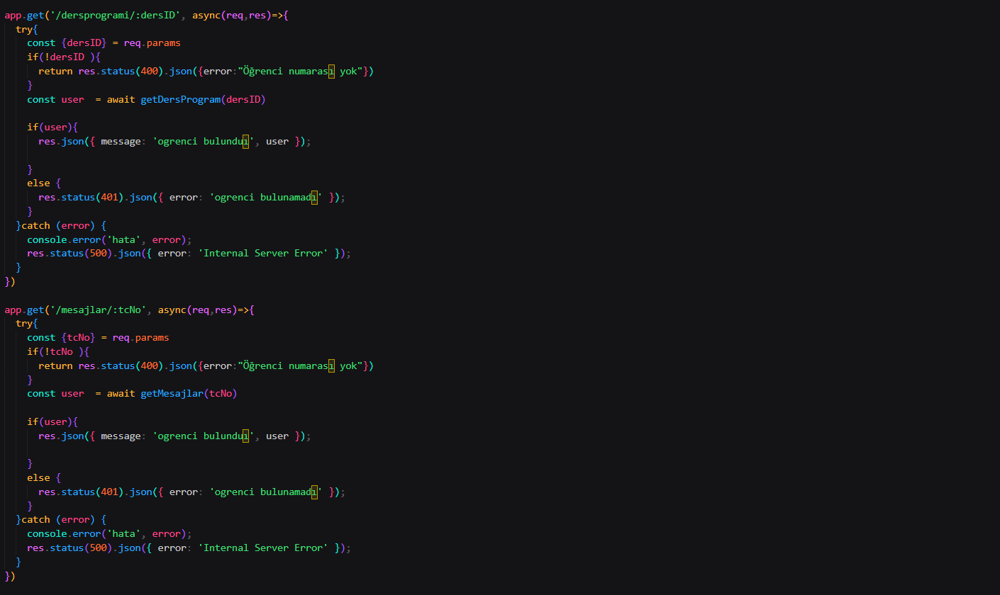 app.get('/dersprogrami/:dersID', async(req,res)=>{
  try{
    const {dersID} = req.params
    if(!dersID ){
      return res.status(400).json({error:"Öğrenci numarası yok"})
    }
    const user  = await getDersProgram(dersID)

    if(user){
      res.json({ message: 'ogrenci bulunduı', user });

    }
    else {
      res.status(401).json({ error: 'ogrenci bulunamadı' });
    }
  }catch (error) {
    console.error('hata', error);
    res.status(500).json({ error: 'Internal Server Error' });
  }
})

app.get('/mesajlar/:tcNo', async(req,res)=>{
  try{
    const {tcNo} = req.params
    if(!tcNo ){
      return res.status(400).json({error:"Öğrenci numarası yok"})
    }
    const user  = await getMesajlar(tcNo)

    if(user){
      res.json({ message: 'ogrenci bulunduı', user });

    }
    else {
      res.status(401).json({ error: 'ogrenci bulunamadı' });
    }
  }catch (error) {
    console.error('hata', error);
    res.status(500).json({ error: 'Internal Server Error' });
  }
})